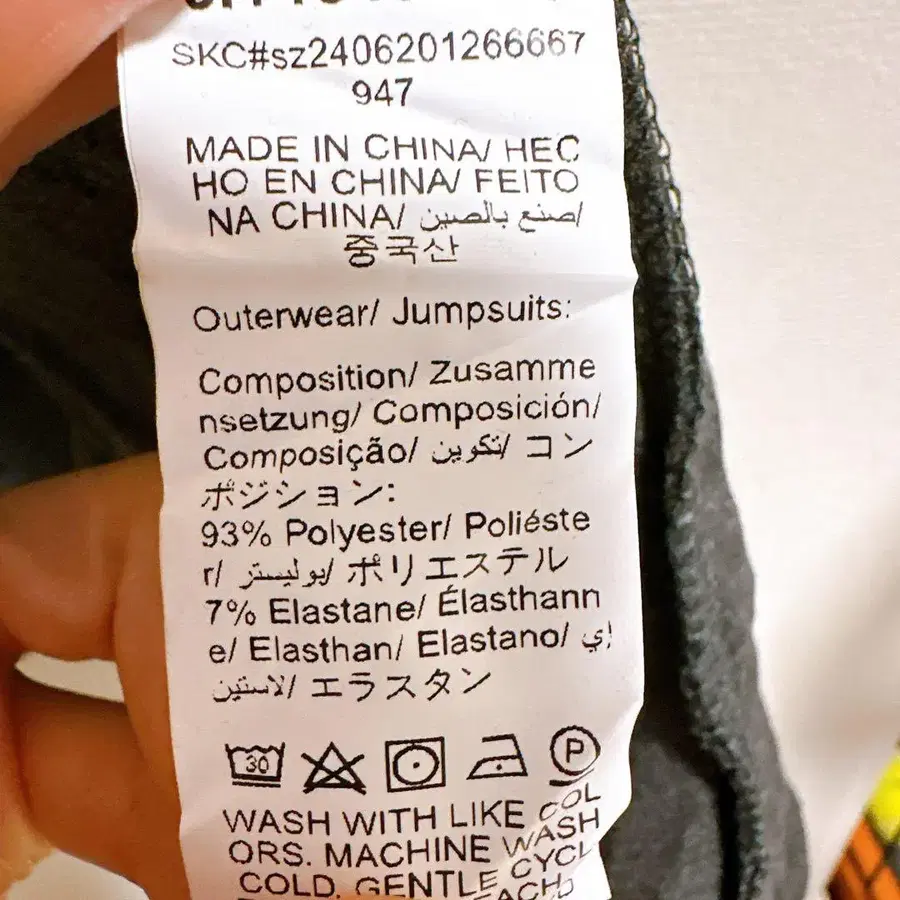 SKC#sz2406201266667
947
MADE IN CHINA/ HEC
HO EN CHINA/ FEITO
NA CHINA/ صنع بالصين/
중국산
Outerwear/ Jumpsuits:
Composition/ Zusamme
nsetzung/ Composición/
Composição/ تكوين/ コン
ポジション:
93% Polyester/ Poliéste
r/ بوليستر/ ポリエステル
7% Elastane/ Élasthann
e/ Elasthan/ Elastano/ إي
لاستين/ エラスタン
30 P
WASH WITH LIKE COL
ORS. MACHINE WASH
COLD, GENTLE CYCL